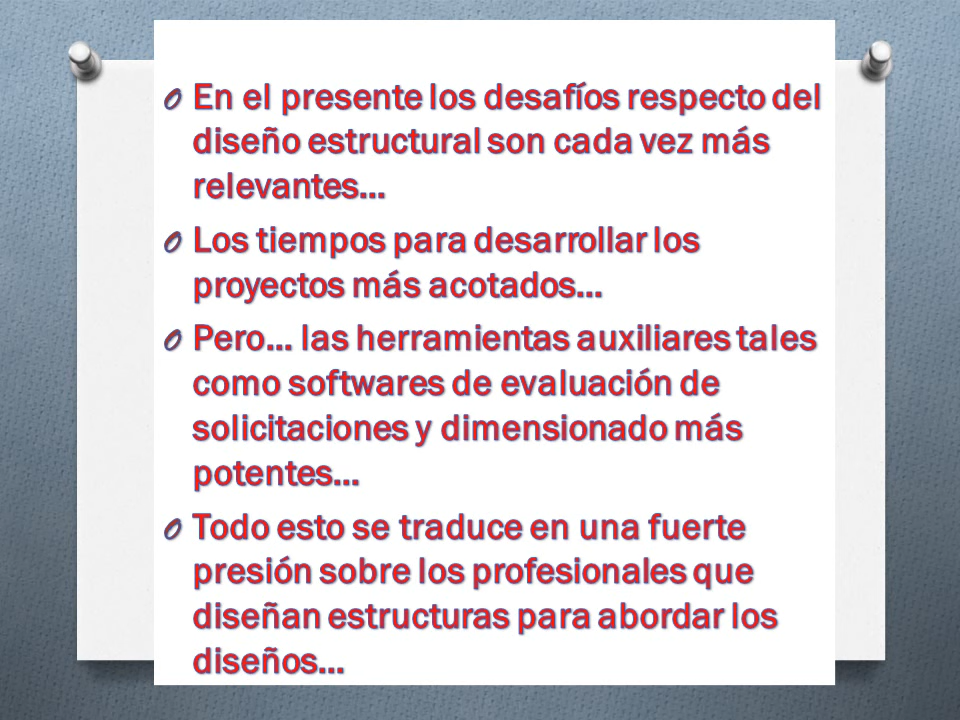 En el presente los desafíos respecto del
diseño estructural son cada vez más
relevantes...
Los tiempos para desarrollar los
proyectos más acotados...
Pero... las herramientas auxiliares tales
como softwares de evaluación de
solicitaciones y dimensionado más
potentes...
Todo esto se traduce en una fuerte
presión sobre los profesionales que
diseñan estructuras para abordar los
diseños...